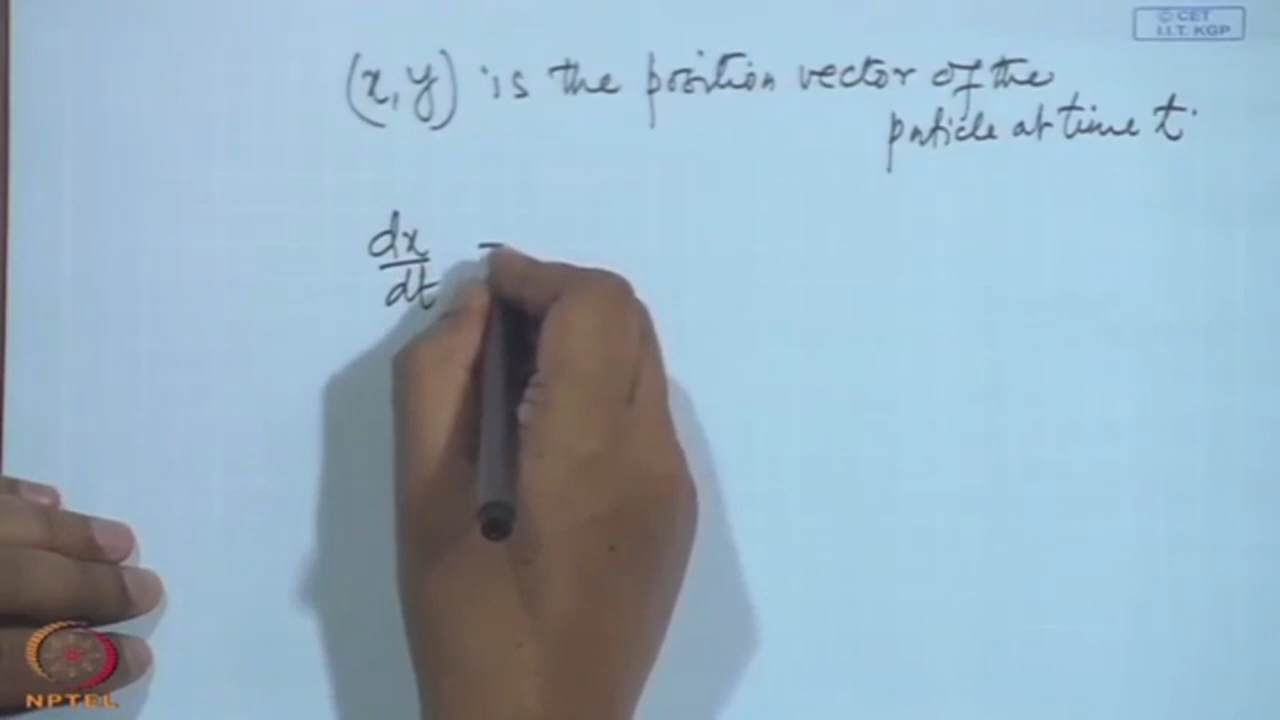 © CET
I.I.T. KGP
(x, y) is the position vector of the
particle at time t.
dx
dt
NPTEL